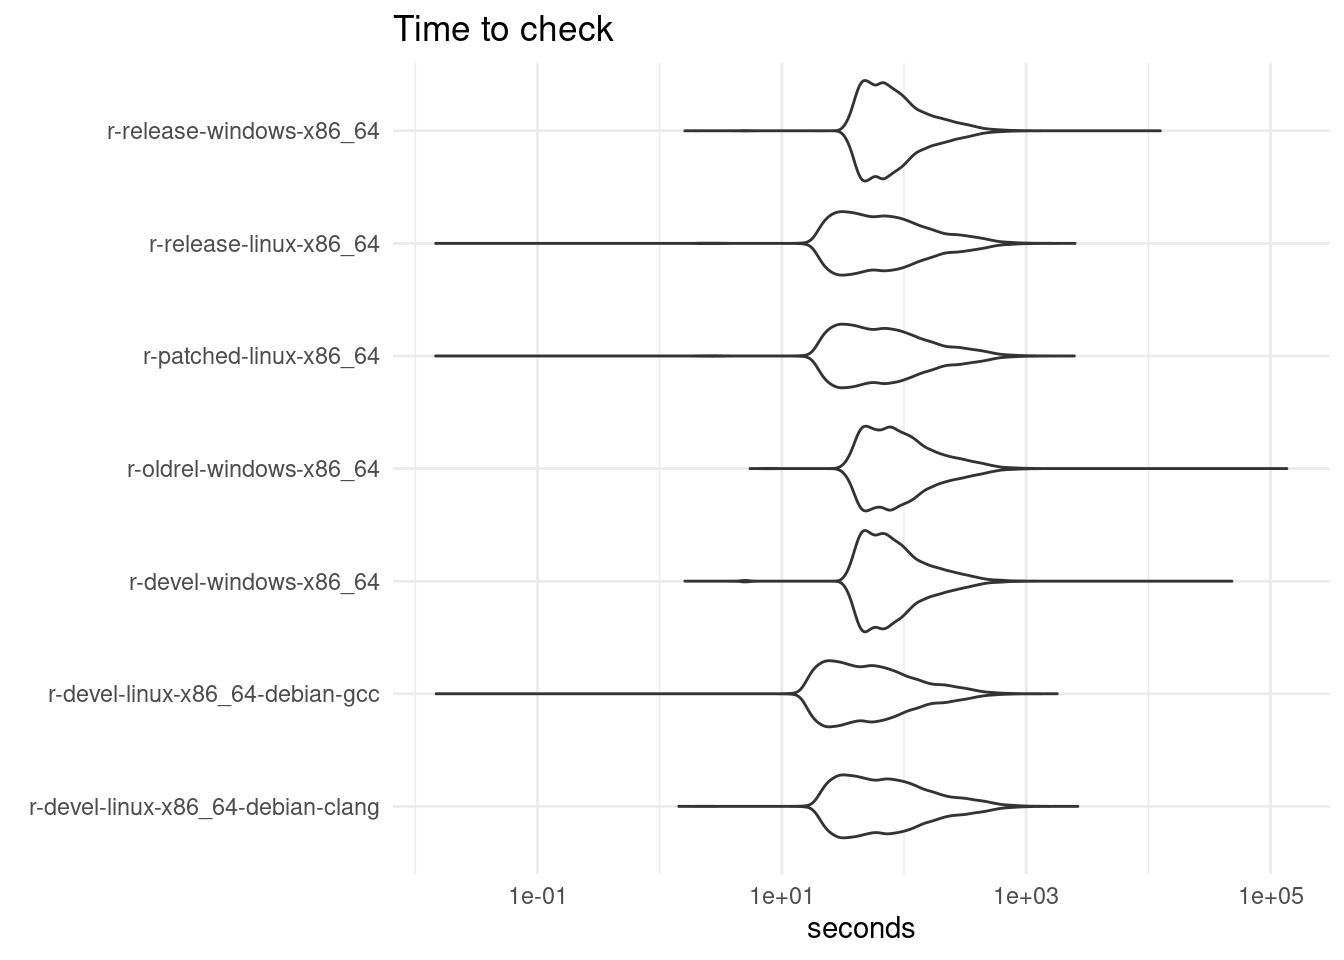 Time to check
r-release-windows-x86_64
r-release-linux-x86_64
r-patched-linux-x86_64
r-oldrel-windows-x86_64
r-devel-windows-x86_64
r-devel-linux-x86_64-debian-gcc
r-devel-linux-x86_64-debian-clang
1e-01 1e+01 1e+03 1e+05
seconds